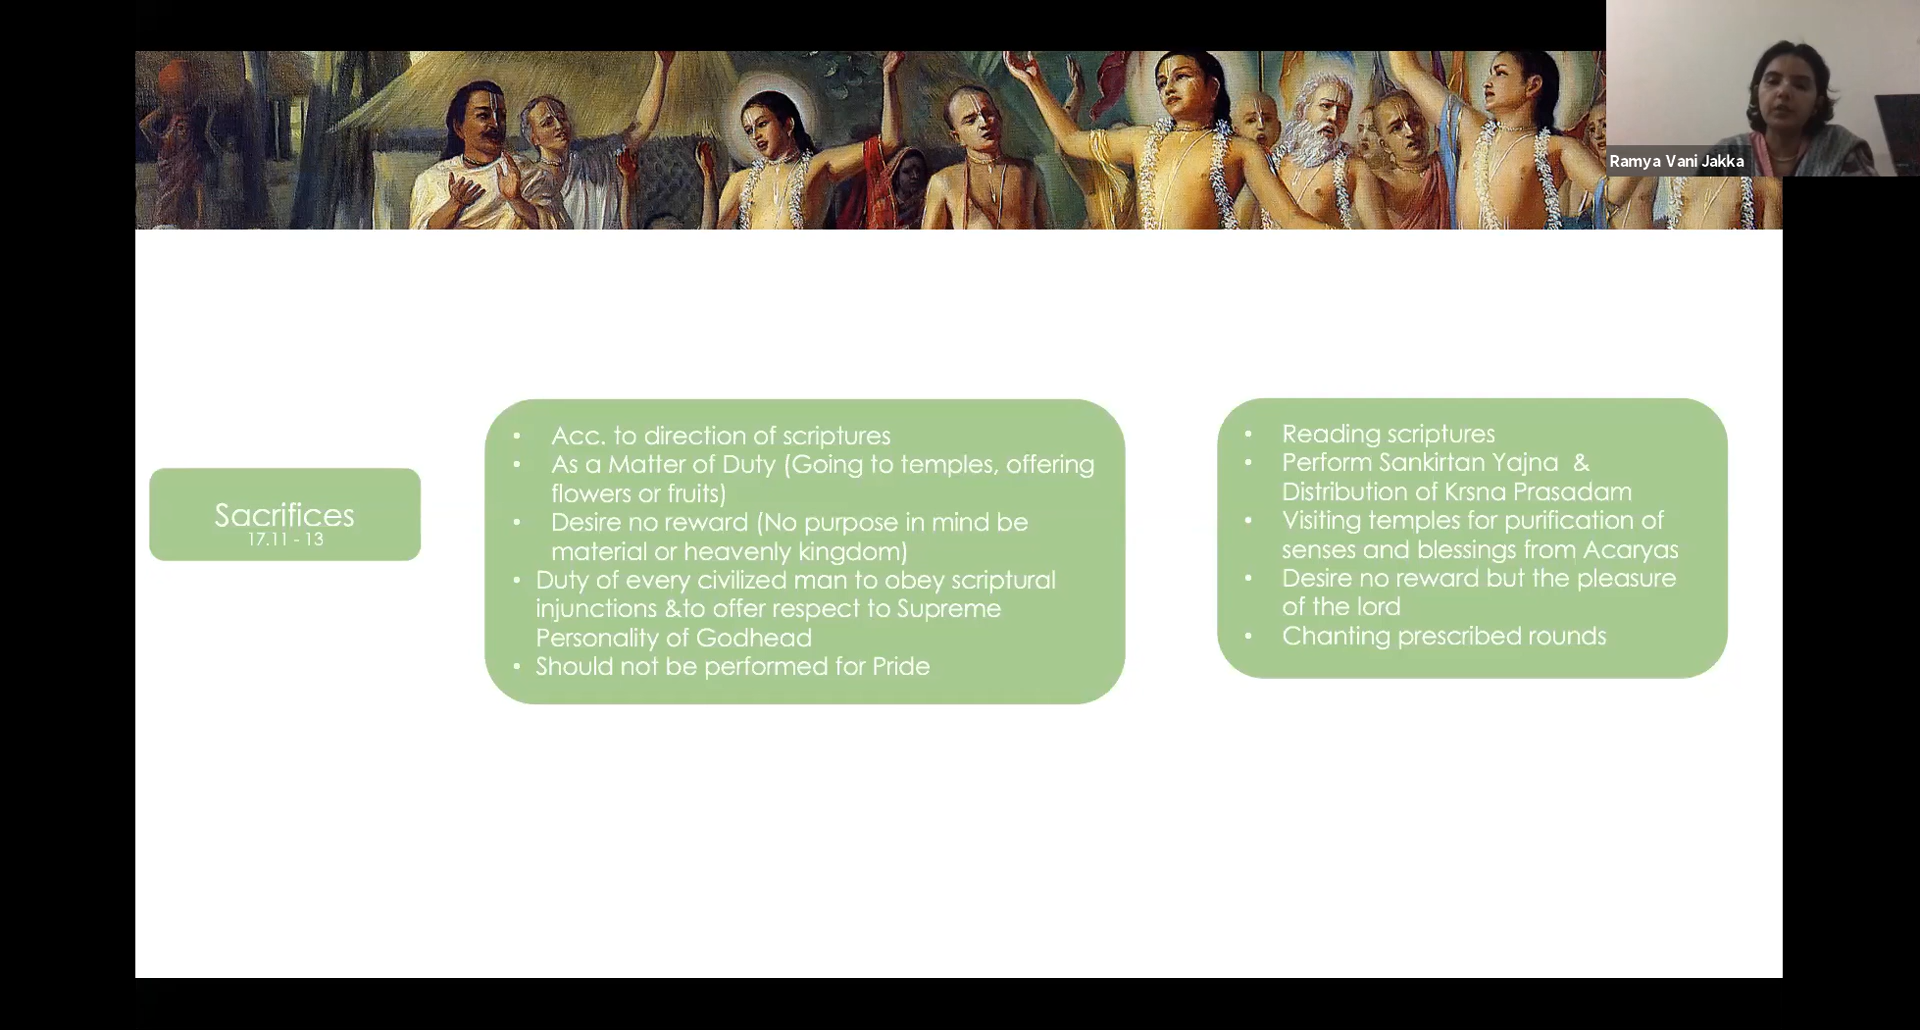 Ramya Vani Jakka
Sacrifices
17.11 - 13
• Acc. to direction of scriptures
• As a Matter of Duty (Going to temples, offering
flowers or fruits)
• Desire no reward (No purpose in mind be
material or heavenly kingdom)
• Duty of every civilized man to obey scriptural
injunctions &to offer respect to Supreme
Personality of Godhead
• Should not be performed for Pride
• Reading scriptures
• Perform Sankirtan Yajna &
Distribution of Krsna Prasadam
• Visiting temples for purification of
senses and blessings from Acaryas
• Desire no reward but the pleasure
of the lord
• Chanting prescribed rounds